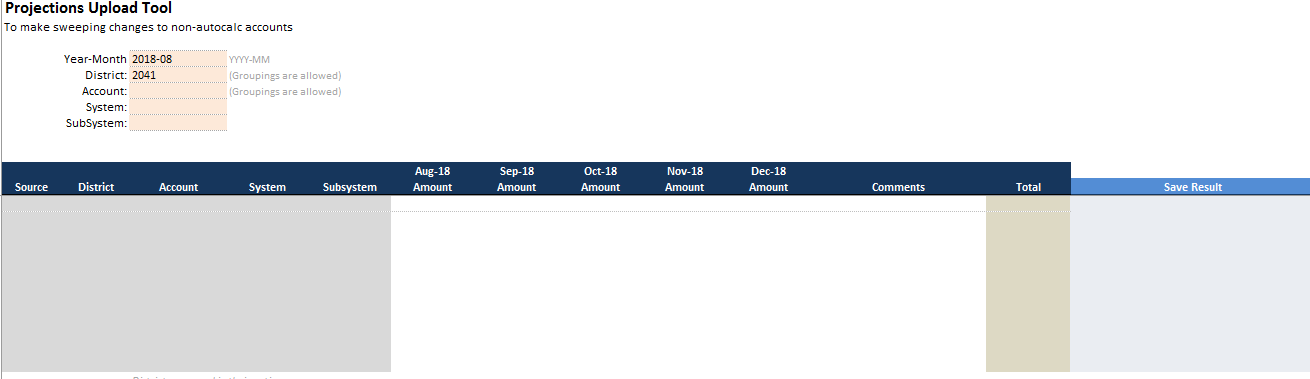 Projections Upload Tool
To make sweeping changes to non-autocalc accounts
Year-Month 2018-08 YYYY-MM
District: 2041 (Groupings are allowed)
Account: (Groupings are allowed)
System:
SubSystem:
Aug-18 Sep-18 Oct-18 Nov-18 Dec-18
Source District Account System Subsystem Amount Amount Amount Amount Amount Comments Total Save Result